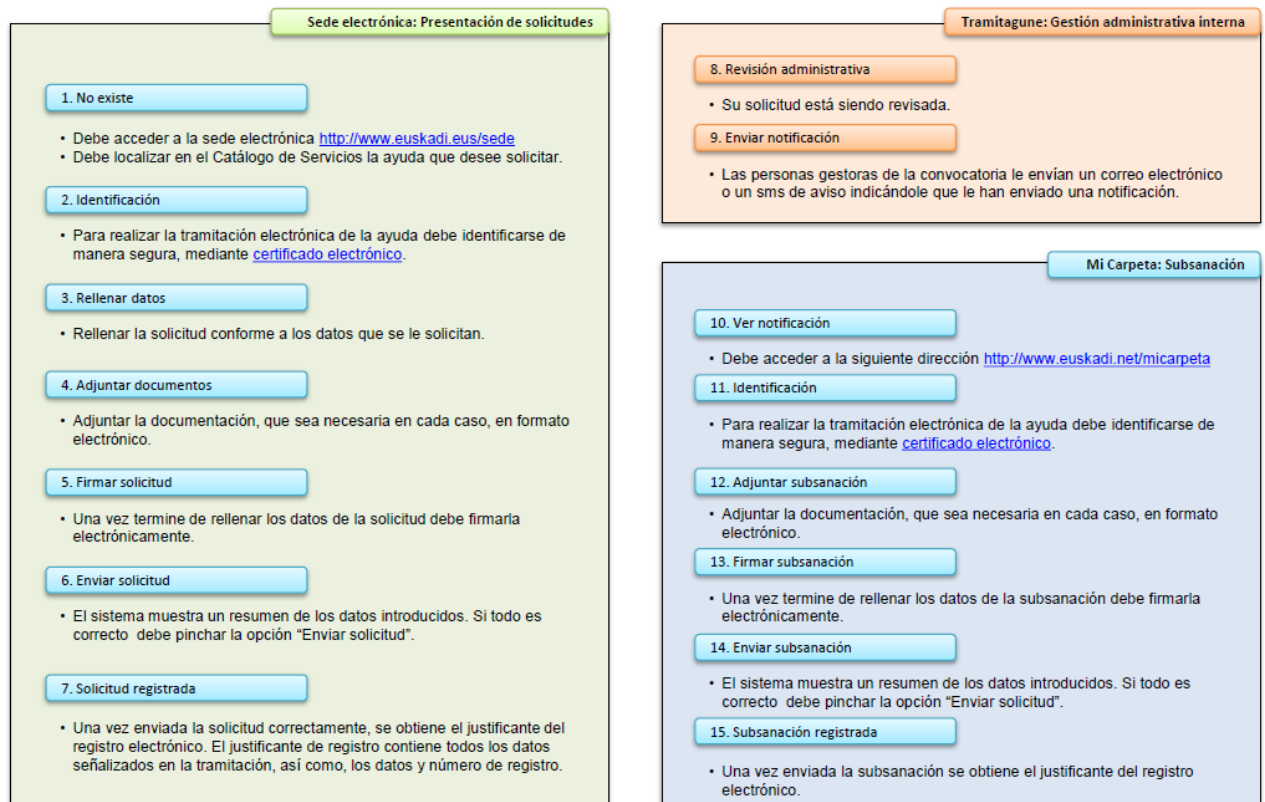 Sede electrónica: Presentación de solicitudes
1. No existe
• Debe acceder a la sede electrónica http://www.euskadi.eus/sede
• Debe localizar en el Catálogo de Servicios la ayuda que desee solicitar.
2. Identificación
• Para realizar la tramitación electrónica de la ayuda debe identificarse de
manera segura, mediante certificado electrónico.
3. Rellenar datos
• Rellenar la solicitud conforme a los datos que se le solicitan.
4. Adjuntar documentos
• Adjuntar la documentación, que sea necesaria en cada caso, en formato
electrónico.
5. Firmar solicitud
• Una vez termine de rellenar los datos de la solicitud debe firmarla
electrónicamente.
6. Enviar solicitud
• El sistema muestra un resumen de los datos introducidos. Si todo es
correcto debe pinchar la opción “Enviar solicitud”.
7. Solicitud registrada
• Una vez enviada la solicitud correctamente, se obtiene el justificante del
registro electrónico. El justificante de registro contiene todos los datos
señalizados en la tramitación, así como, los datos y número de registro.
Tramitagune: Gestión administrativa interna
8. Revisión administrativa
• Su solicitud está siendo revisada.
9. Enviar notificación
• Las personas gestoras de la convocatoria le envían un correo electrónico
o un sms de aviso indicándole que le han enviado una notificación.
Mi Carpeta: Subsanación
10. Ver notificación
• Debe acceder a la siguiente dirección http://www.euskadi.net/micarpeta
11. Identificación
• Para realizar la tramitación electrónica de la ayuda debe identificarse de
manera segura, mediante certificado electrónico.
12. Adjuntar subsanación
• Adjuntar la documentación, que sea necesaria en cada caso, en formato
electrónico.
13. Firmar subsanación
• Una vez termine de rellenar los datos de la subsanación debe firmarla
electrónicamente.
14. Enviar subsanación
• El sistema muestra un resumen de los datos introducidos. Si todo es
correcto debe pinchar la opción “Enviar solicitud”.
15. Subsanación registrada
• Una vez enviada la subsanación se obtiene el justificante del registro
electrónico.